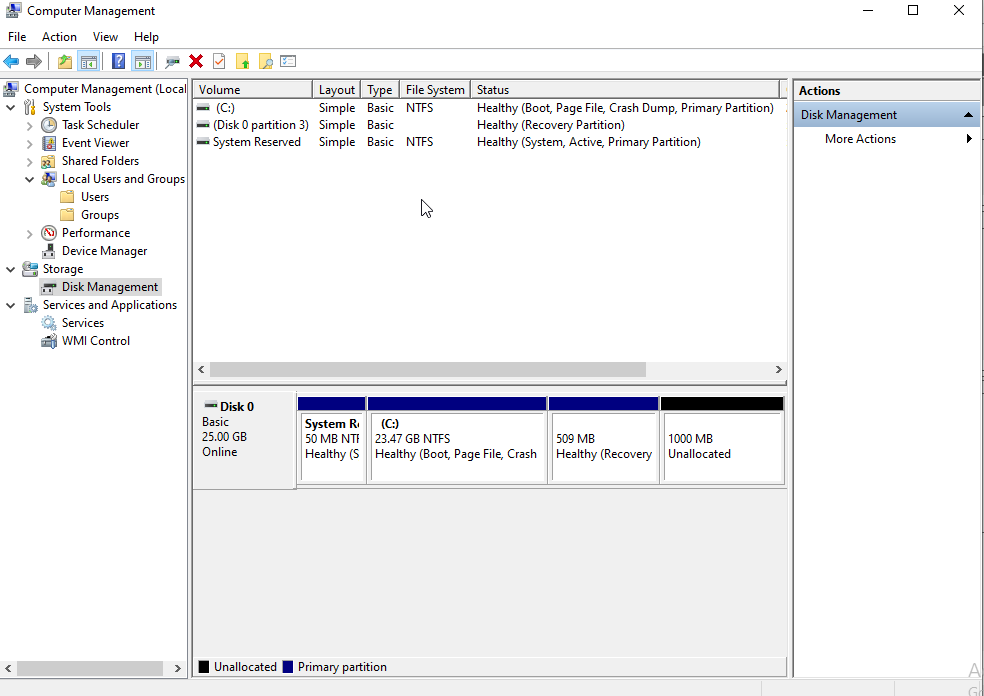 Computer Management
File Action View Help
Computer Management (Local
System Tools
Task Scheduler
Event Viewer
Shared Folders
Local Users and Groups
Users
Groups
Performance
Device Manager
Storage
Disk Management
Services and Applications
Services
WMI Control
Volume Layout Type File System Status
(C:) Simple Basic NTFS Healthy (Boot, Page File, Crash Dump, Primary Partition)
(Disk 0 partition 3) Simple Basic Healthy (Recovery Partition)
System Reserved Simple Basic NTFS Healthy (System, Active, Primary Partition)
Disk 0
Basic
25.00 GB
Online
System Re
50 MB NTF
Healthy (S
(C:)
23.47 GB NTFS
Healthy (Boot, Page File, Crash
509 MB
Healthy (Recovery
1000 MB
Unallocated
Unallocated Primary partition
Actions
Disk Management
More Actions
A
Go